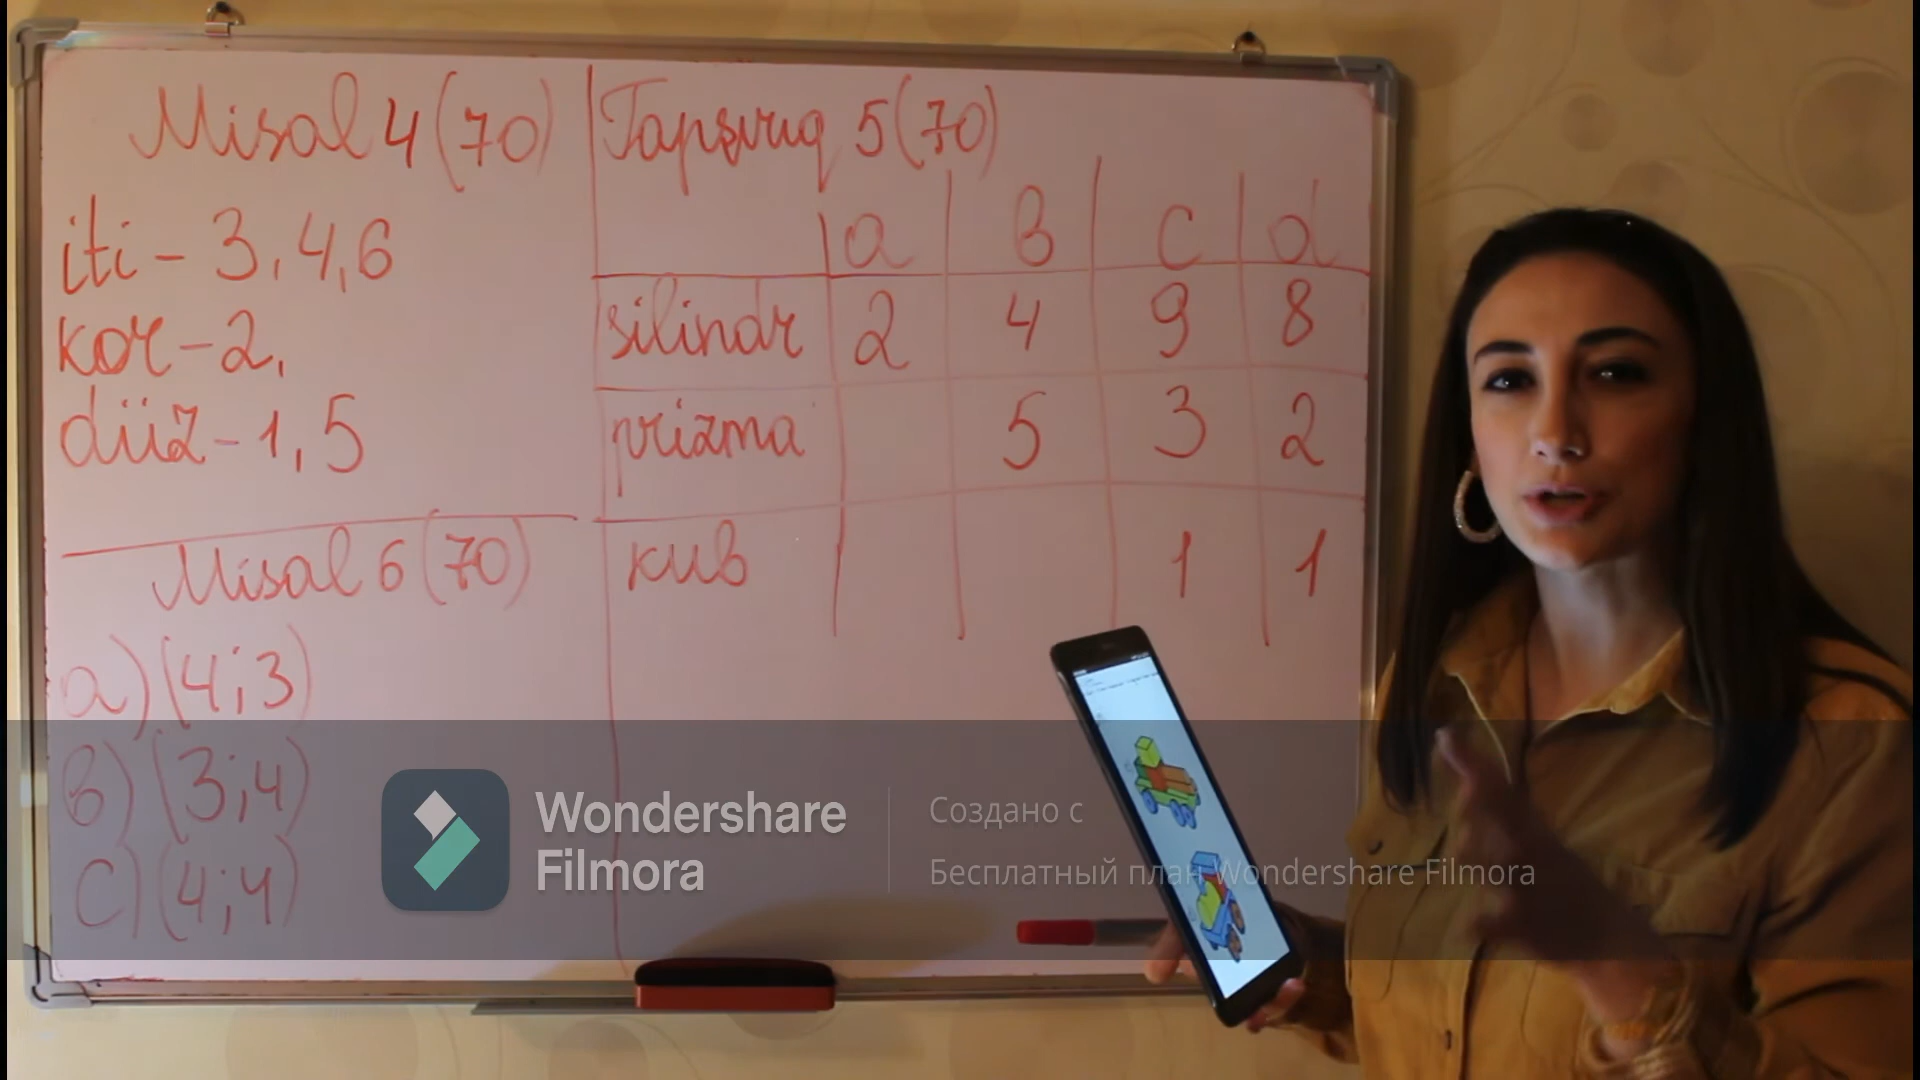 Misal 4(70)
iti - 3,4,6
kor - 2,
düz - 1,5
Misal 6(70)
a) (4;3)
b) (3;4)
c) (4;4)
Tapşırıq 5(70)
a b c d
silindr 2 4 9 8
prizma 5 3 2
kub 1 1
Wondershare
Filmora
Создано с
Бесплатный план Wondershare Filmora